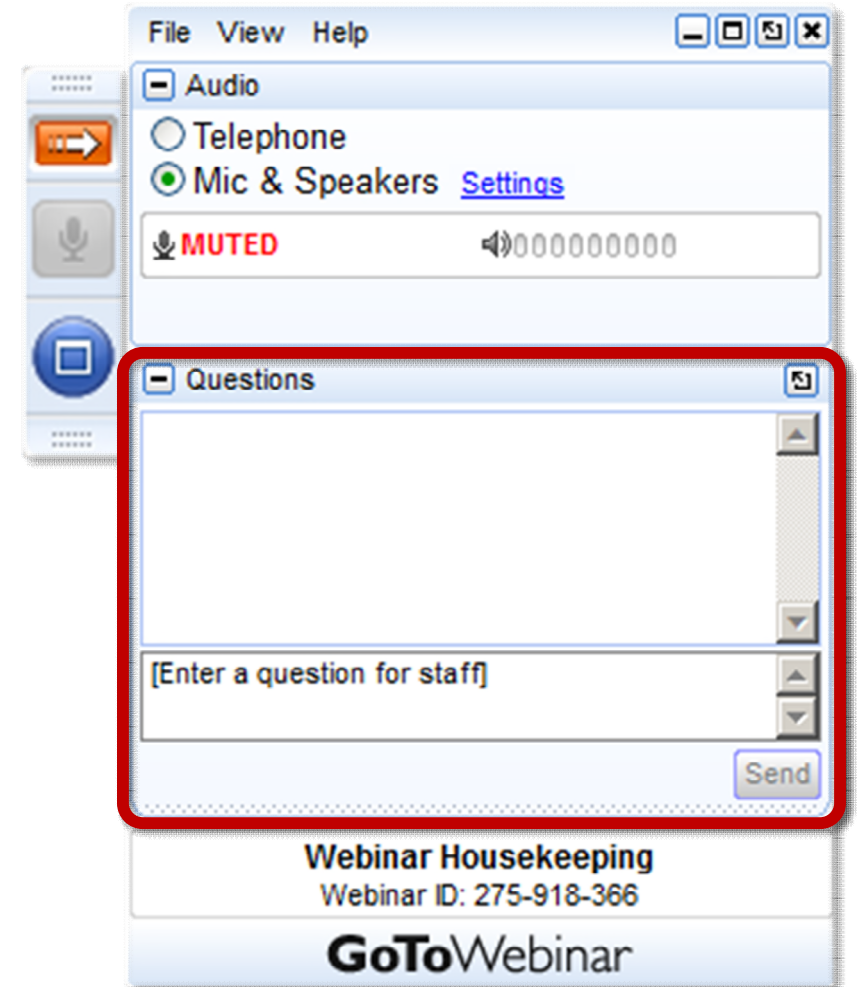 File View Help
Audio
Telephone
Mic & Speakers Settings
MUTED
Questions
[Enter a question for staff]
Send
Webinar Housekeeping
Webinar ID: 275-918-366
GoToWebinar